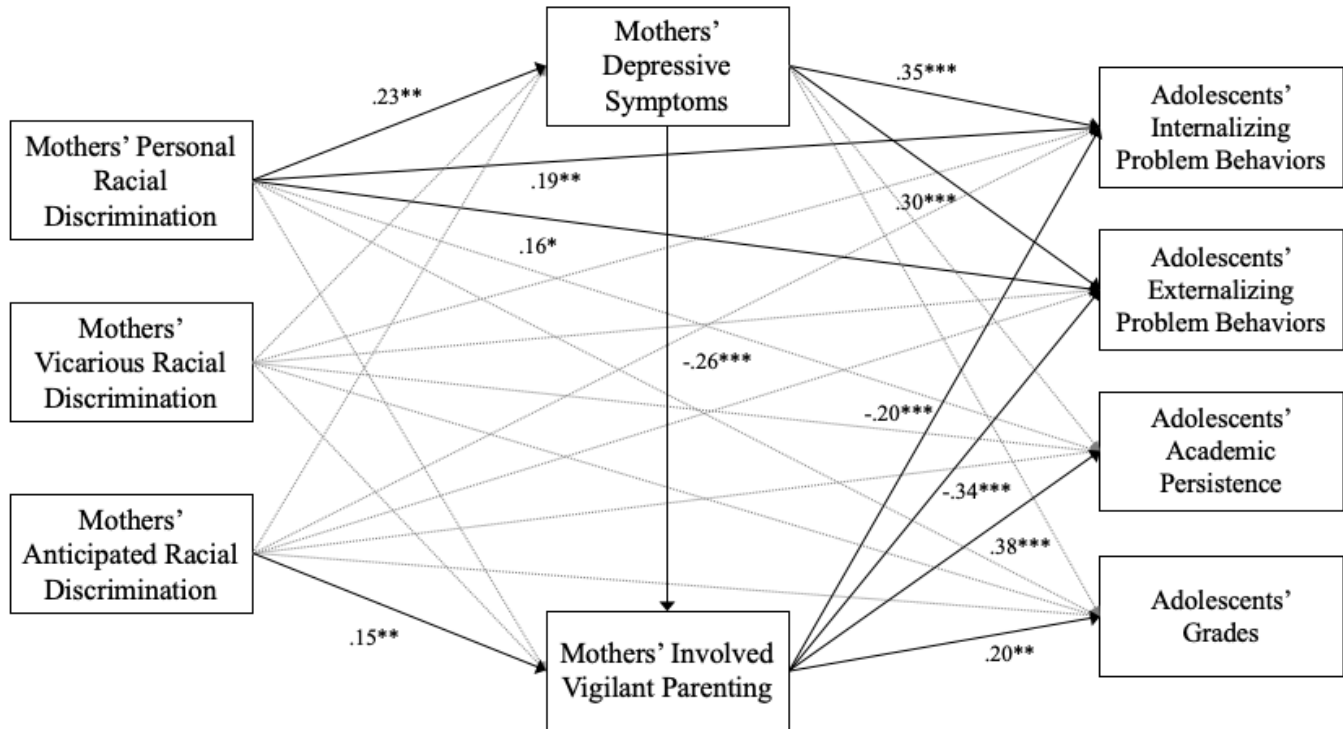 Mothers’
Depressive
Symptoms
.35***
.23**
Adolescents’
Internalizing
Problem Behaviors
Mothers’ Personal
Racial
Discrimination
.19**
.30***
.16*
Adolescents’
Externalizing
Problem Behaviors
Mothers’
Vicarious Racial
Discrimination
-.26***
-.20***
Adolescents’
Academic
Persistence
-.34***
Mothers’
Anticipated Racial
Discrimination
.38***
Adolescents’
Grades
.15**
.20**
Mothers’ Involved
Vigilant Parenting